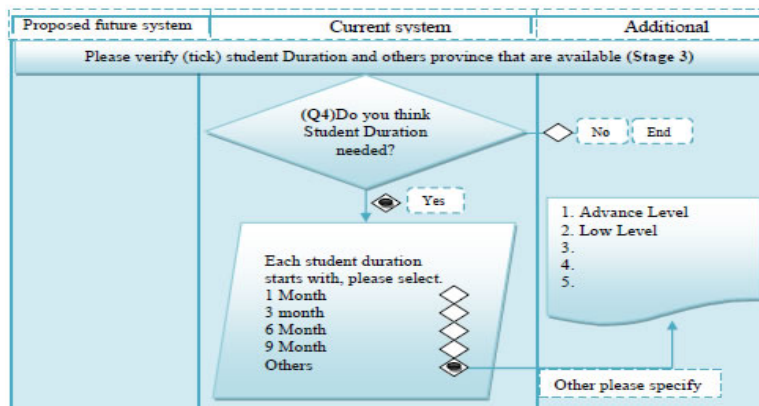 Proposed future system
Current system
Additional
Please verify (tick) student Duration and others province that are available (Stage 3)
(Q4)Do you think
Student Duration
needed?
No
End
Yes
Each student duration
starts with, please select.
1 Month
3 month
6 Month
9 Month
Others
1. Advance Level
2. Low Level
3.
4.
5.
Other please specify